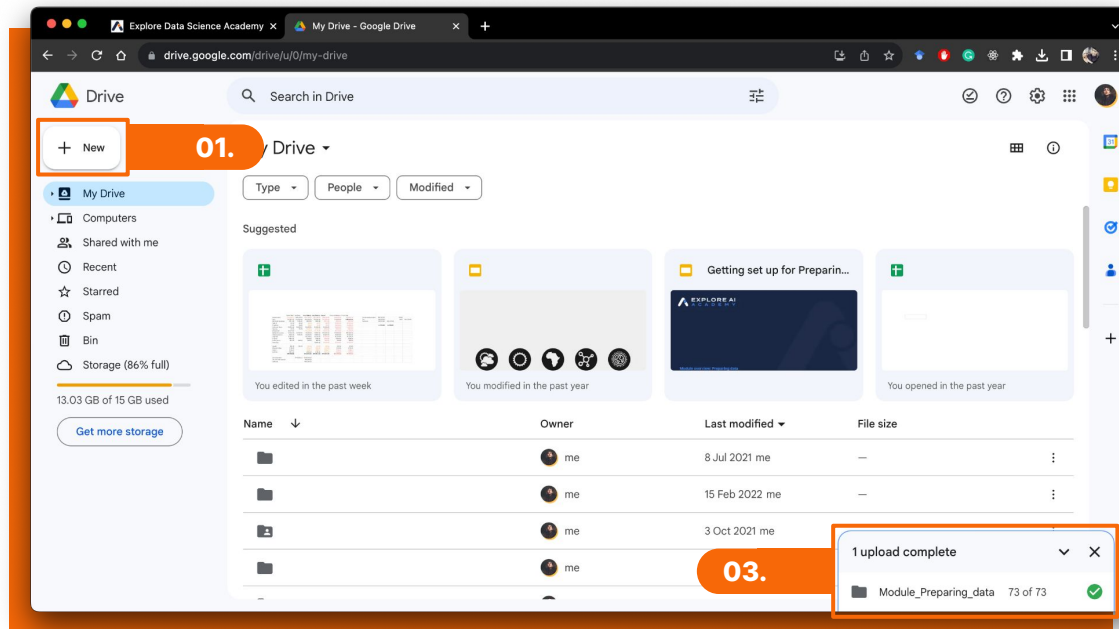 Explore Data Science Academy
My Drive - Google Drive
drive.google.com/drive/u/0/my-drive
Drive
Search in Drive
New
01.
y Drive
Type
People
Modified
My Drive
Computers
Shared with me
Recent
Starred
Spam
Bin
Storage (86% full)
13.03 GB of 15 GB used
Get more storage
Suggested
Getting set up for Preparin...
EXPLORE AI
ACADEMY
You edited in the past week
You modified in the past year
You opened in the past year
Name
Owner
Last modified
File size
me
8 Jul 2021 me
—
me
15 Feb 2022 me
—
me
3 Oct 2021 me
me
03.
1 upload complete
Module_Preparing_data 73 of 73
31